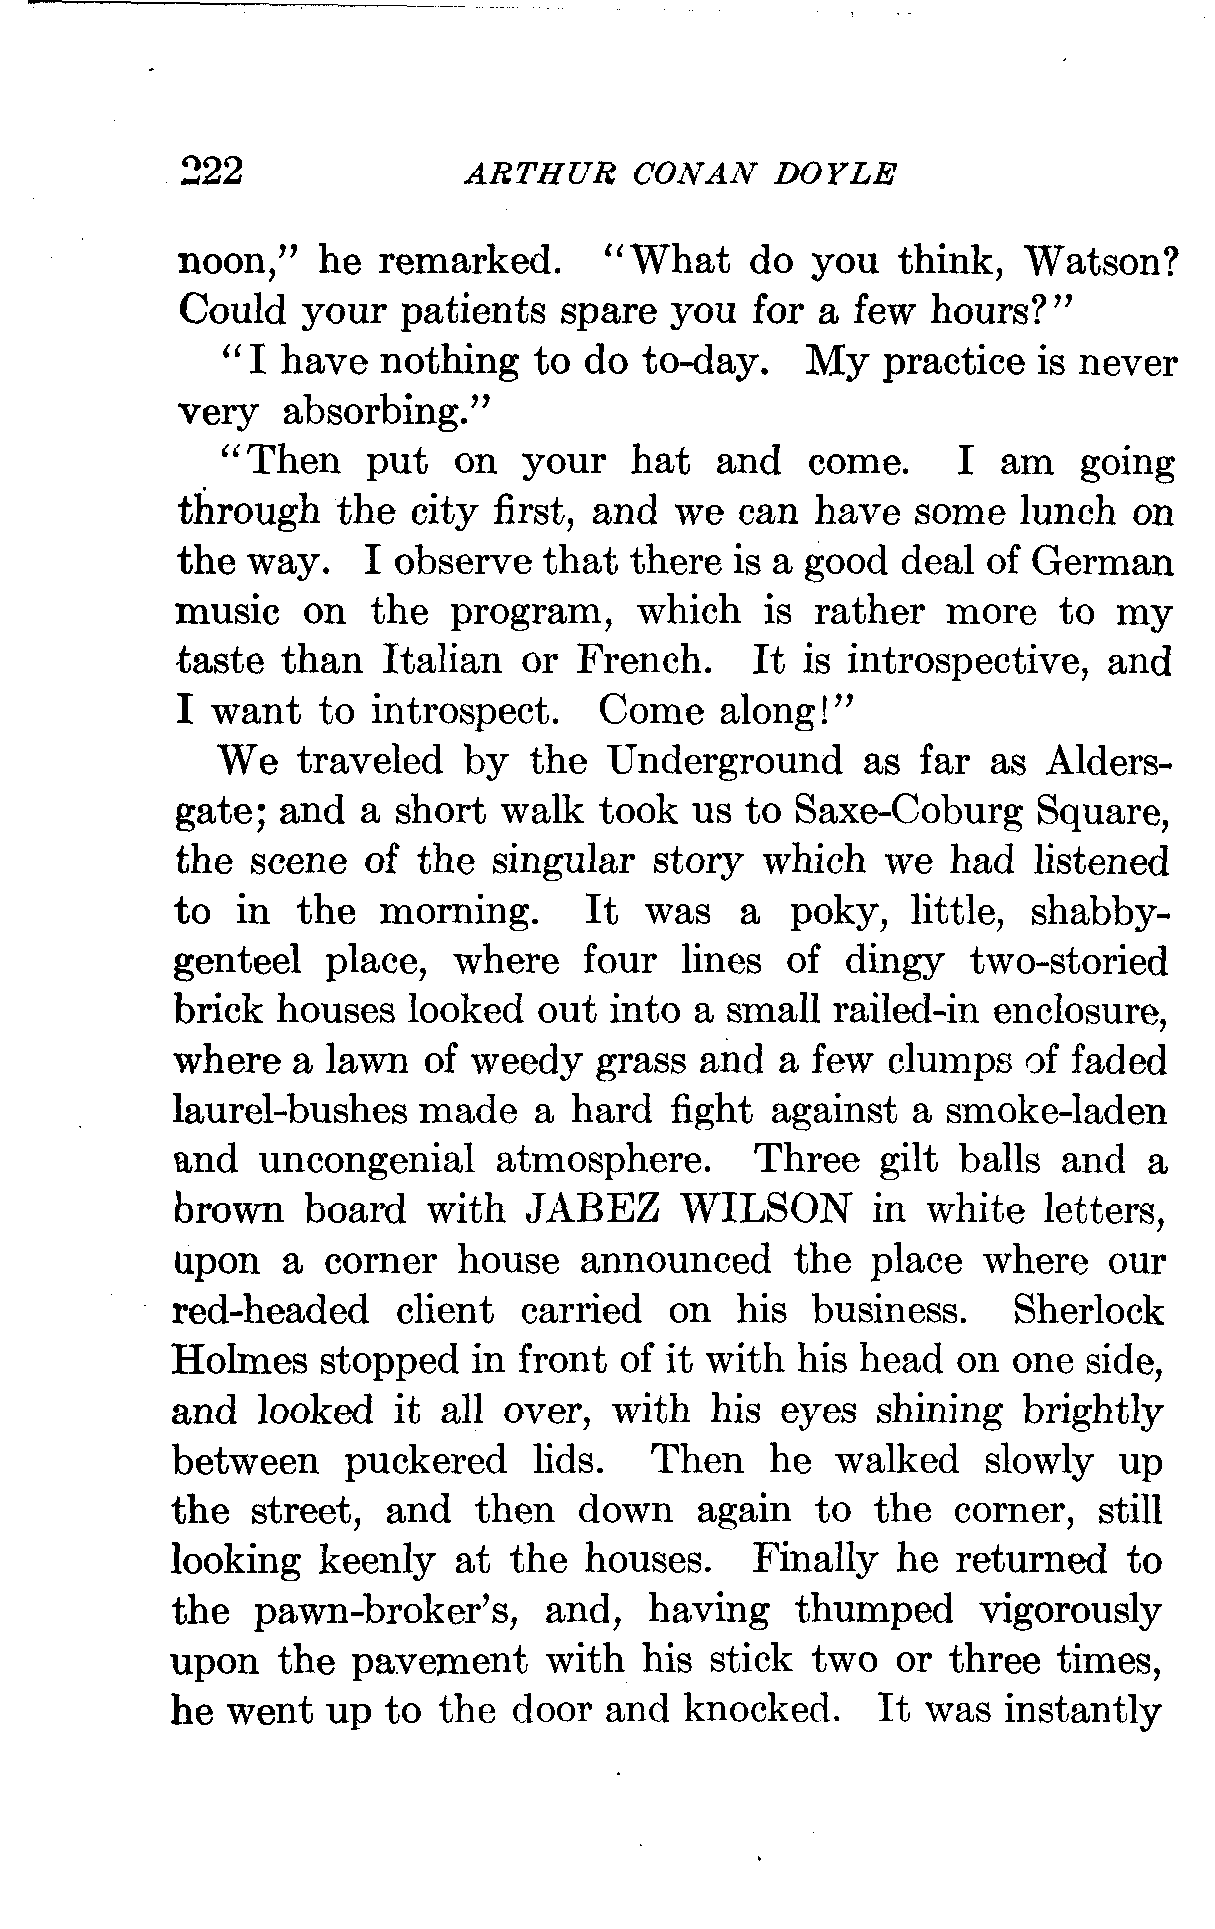 222 ARTHUR CONAN DOYLE
noon," he remarked. "What do you think, Watson?
Could your patients spare you for a few hours?"
"I have nothing to do to-day. My practice is never
very absorbing."
"Then put on your hat and come. I am going
through the city first, and we can have some lunch on
the way. I observe that there is a good deal of German
music on the program, which is rather more to my
taste than Italian or French. It is introspective, and
I want to introspect. Come along!"
We traveled by the Underground as far as Alders-
gate; and a short walk took us to Saxe-Coburg Square,
the scene of the singular story which we had listened
to in the morning. It was a poky, little, shabby-
genteel place, where four lines of dingy two-storied
brick houses looked out into a small railed-in enclosure,
where a lawn of weedy grass and a few clumps of faded
laurel-bushes made a hard fight against a smoke-laden
and uncongenial atmosphere. Three gilt balls and a
brown board with JABEZ WILSON in white letters,
upon a corner house announced the place where our
red-headed client carried on his business. Sherlock
Holmes stopped in front of it with his head on one side,
and looked it all over, with his eyes shining brightly
between puckered lids. Then he walked slowly up
the street, and then down again to the corner, still
looking keenly at the houses. Finally he returned to
the pawn-broker's, and, having thumped vigorously
upon the pavement with his stick two or three times,
he went up to the door and knocked. It was instantly